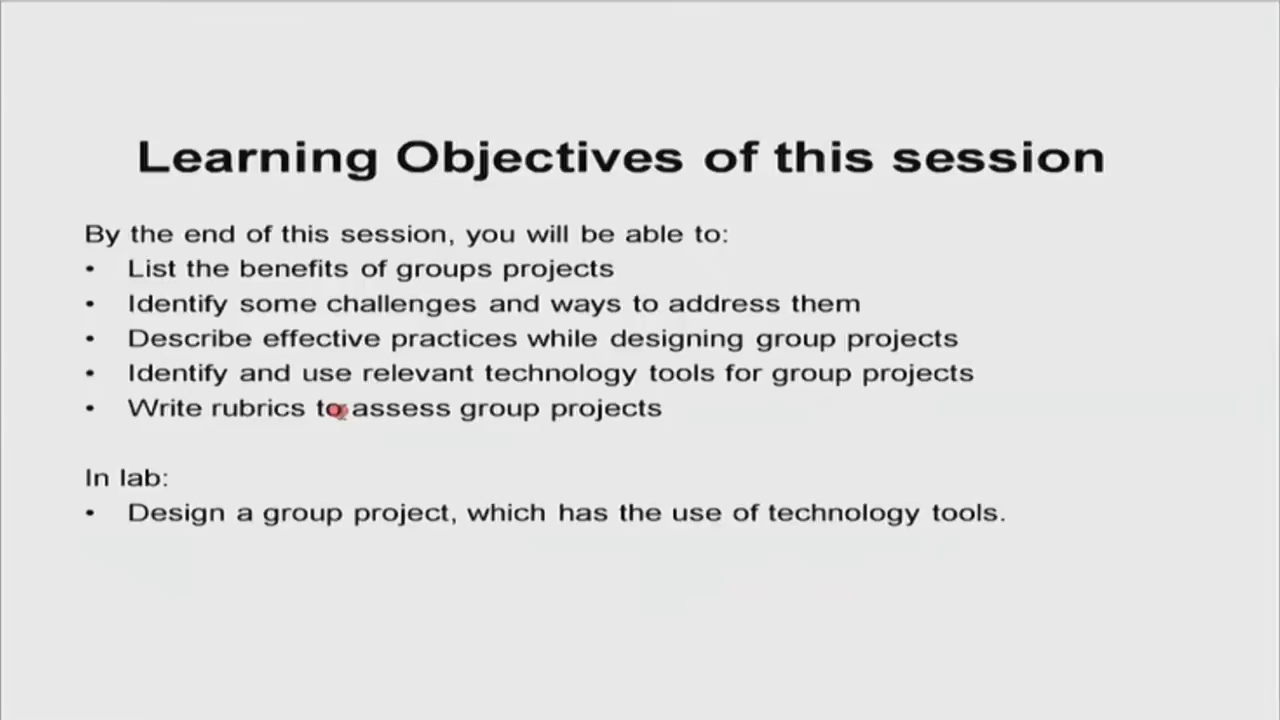 Learning Objectives of this session
By the end of this session, you will be able to:
• List the benefits of groups projects
• Identify some challenges and ways to address them
• Describe effective practices while designing group projects
• Identify and use relevant technology tools for group projects
• Write rubrics to assess group projects
In lab:
• Design a group project, which has the use of technology tools.